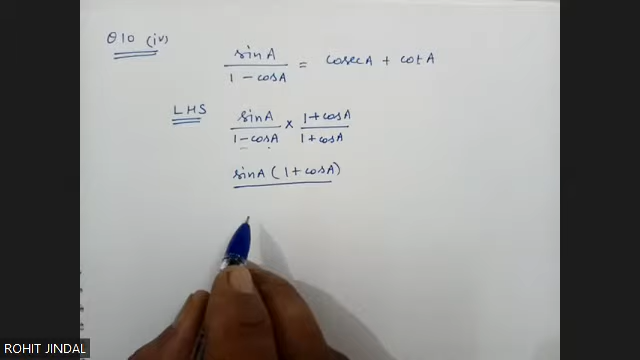 Q10 (iv)
sinA / 1 - cosA = cosecA + cotA
LHS sinA / 1 - cosA × 1 + cosA / 1 + cosA
sinA ( 1 + cosA )
ROHIT JINDAL